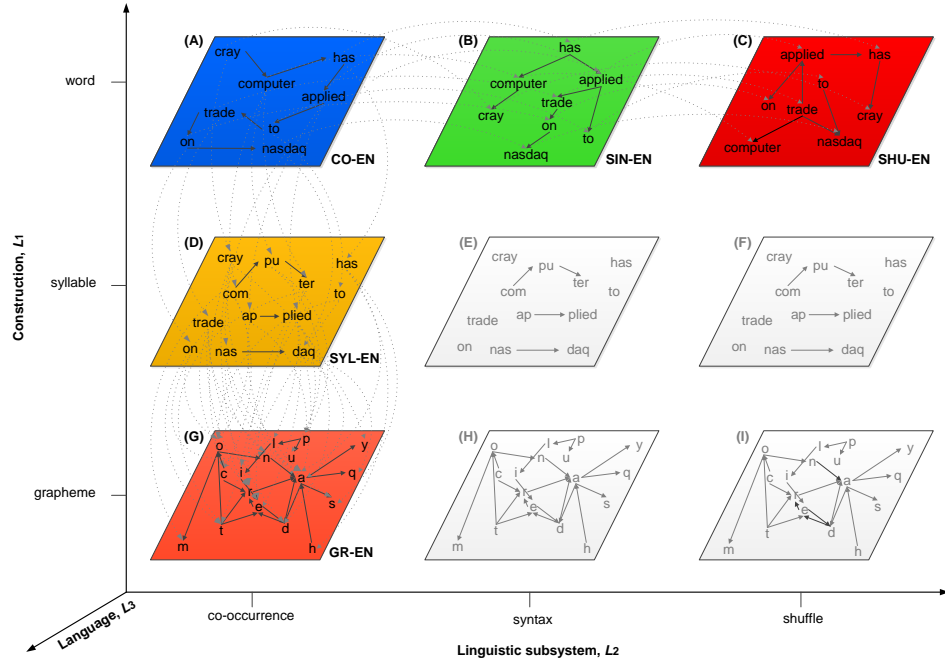 (A)
cray
has
computer
applied
trade
to
on
nasdaq
CO-EN
(B)
has
computer
applied
trade
cray
on
to
nasdaq
SIN-EN
(C)
applied
has
to
on
trade
cray
computer
nasdaq
SHU-EN
word
(D)
cray
pu
has
ter
com
to
ap
plied
trade
on
nas
daq
SYL-EN
(E)
cray
pu
has
ter
com
to
ap
plied
trade
on
nas
daq
(F)
cray
pu
has
ter
com
to
ap
plied
trade
on
nas
daq
syllable
Construction, L1
(G)
o
l
p
y
n
u
c
i
a
q
r
e
s
t
d
m
h
GR-EN
(H)
o
l
p
y
n
u
c
i
a
q
r
e
s
t
d
m
h
(I)
o
l
p
y
n
u
c
i
a
q
r
e
s
t
d
m
h
grapheme
Language, L3
co-occurrence
syntax
shuffle
Linguistic subsystem, L2